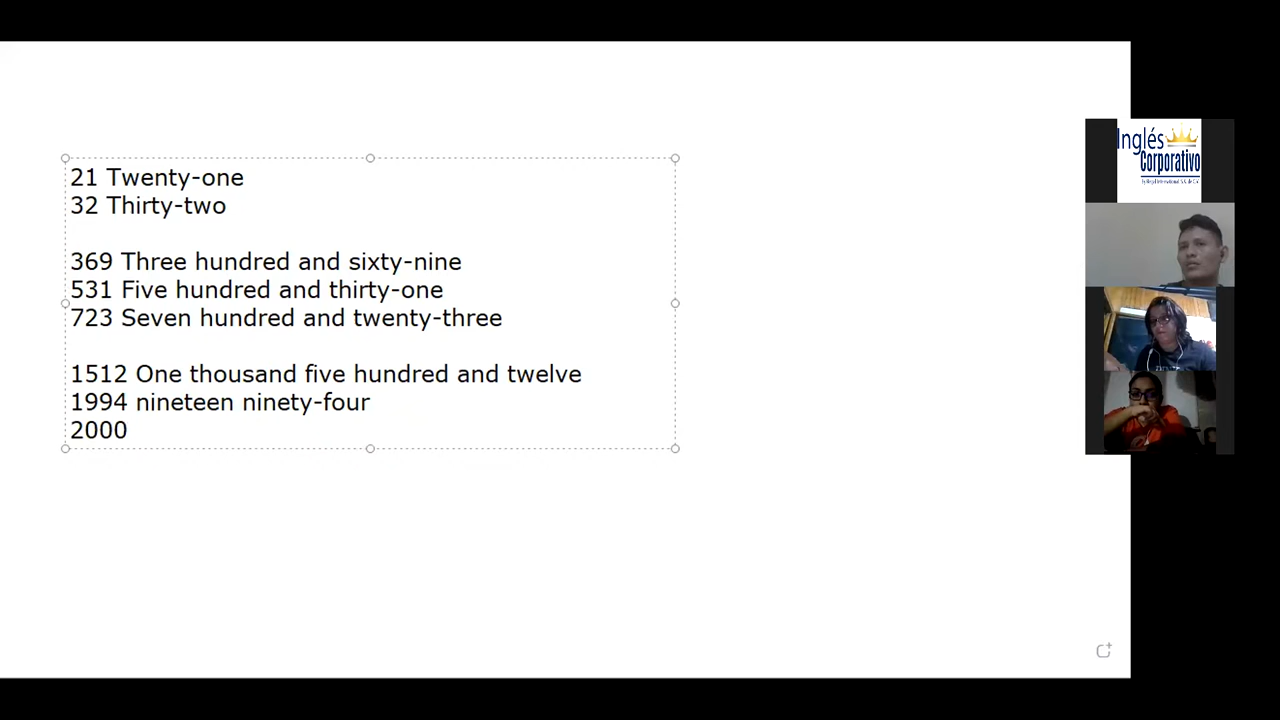 21 Twenty-one
32 Thirty-two
369 Three hundred and sixty-nine
531 Five hundred and thirty-one
723 Seven hundred and twenty-three
1512 One thousand five hundred and twelve
1994 nineteen ninety-four
2000
Inglés
Corporativo